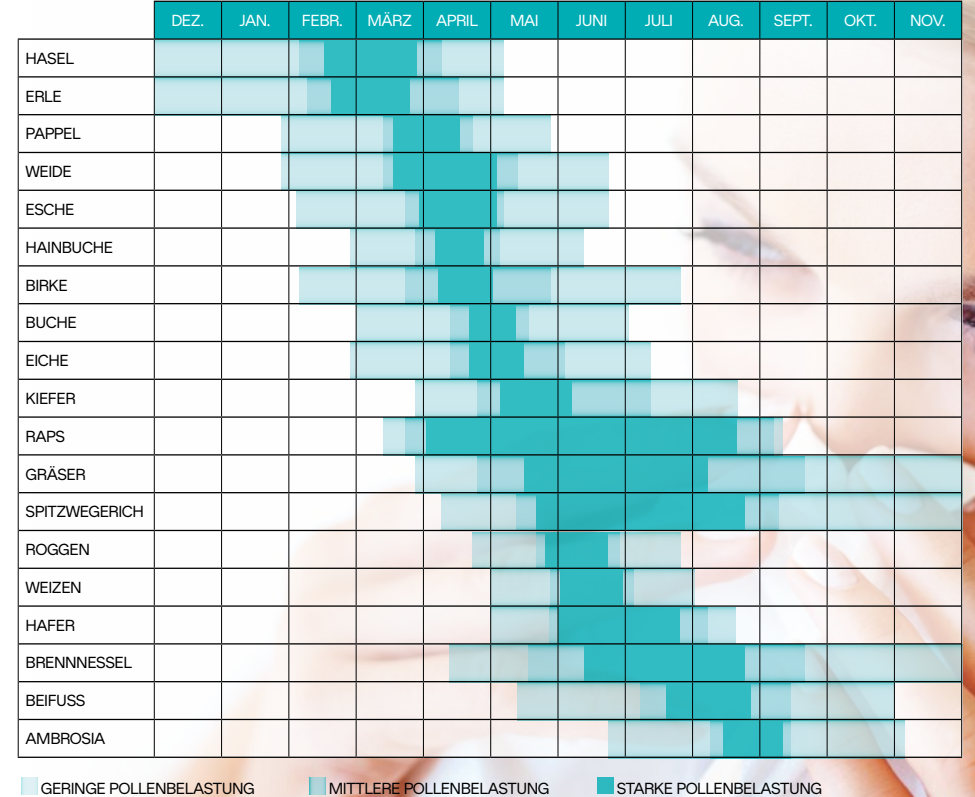 DEZ. JAN. FEBR. MÄRZ APRIL MAI JUNI JULI AUG. SEPT. OKT. NOV.
HASEL
ERLE
PAPPEL
WEIDE
ESCHE
HAINBUCHE
BIRKE
BUCHE
EICHE
KIEFER
RAPS
GRÄSER
SPITZWEGERICH
ROGGEN
WEIZEN
HAFER
BRENNNESSEL
BEIFUSS
AMBROSIA
GERINGE POLLENBELASTUNG MITTLERE POLLENBELASTUNG STARKE POLLENBELASTUNG